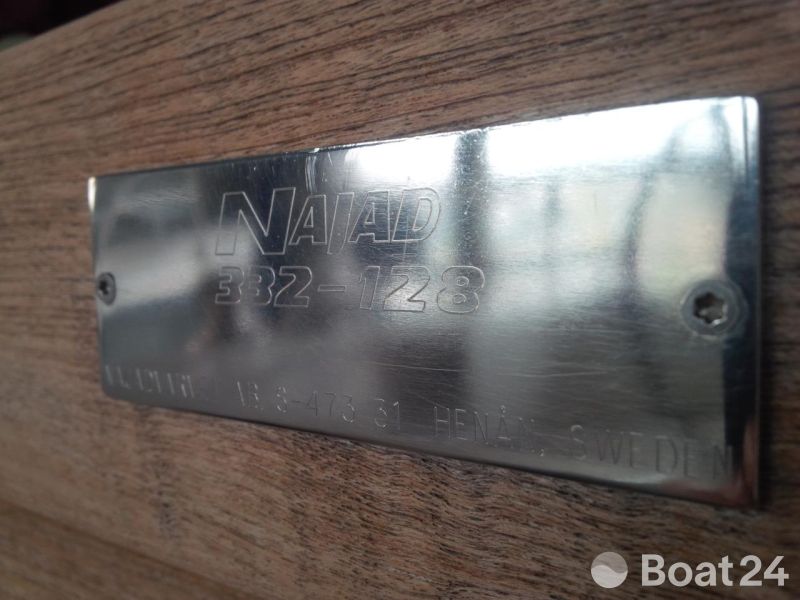 NAJAD
332-128
AB S-473 31 HENÅN, SWEDEN
Boat24